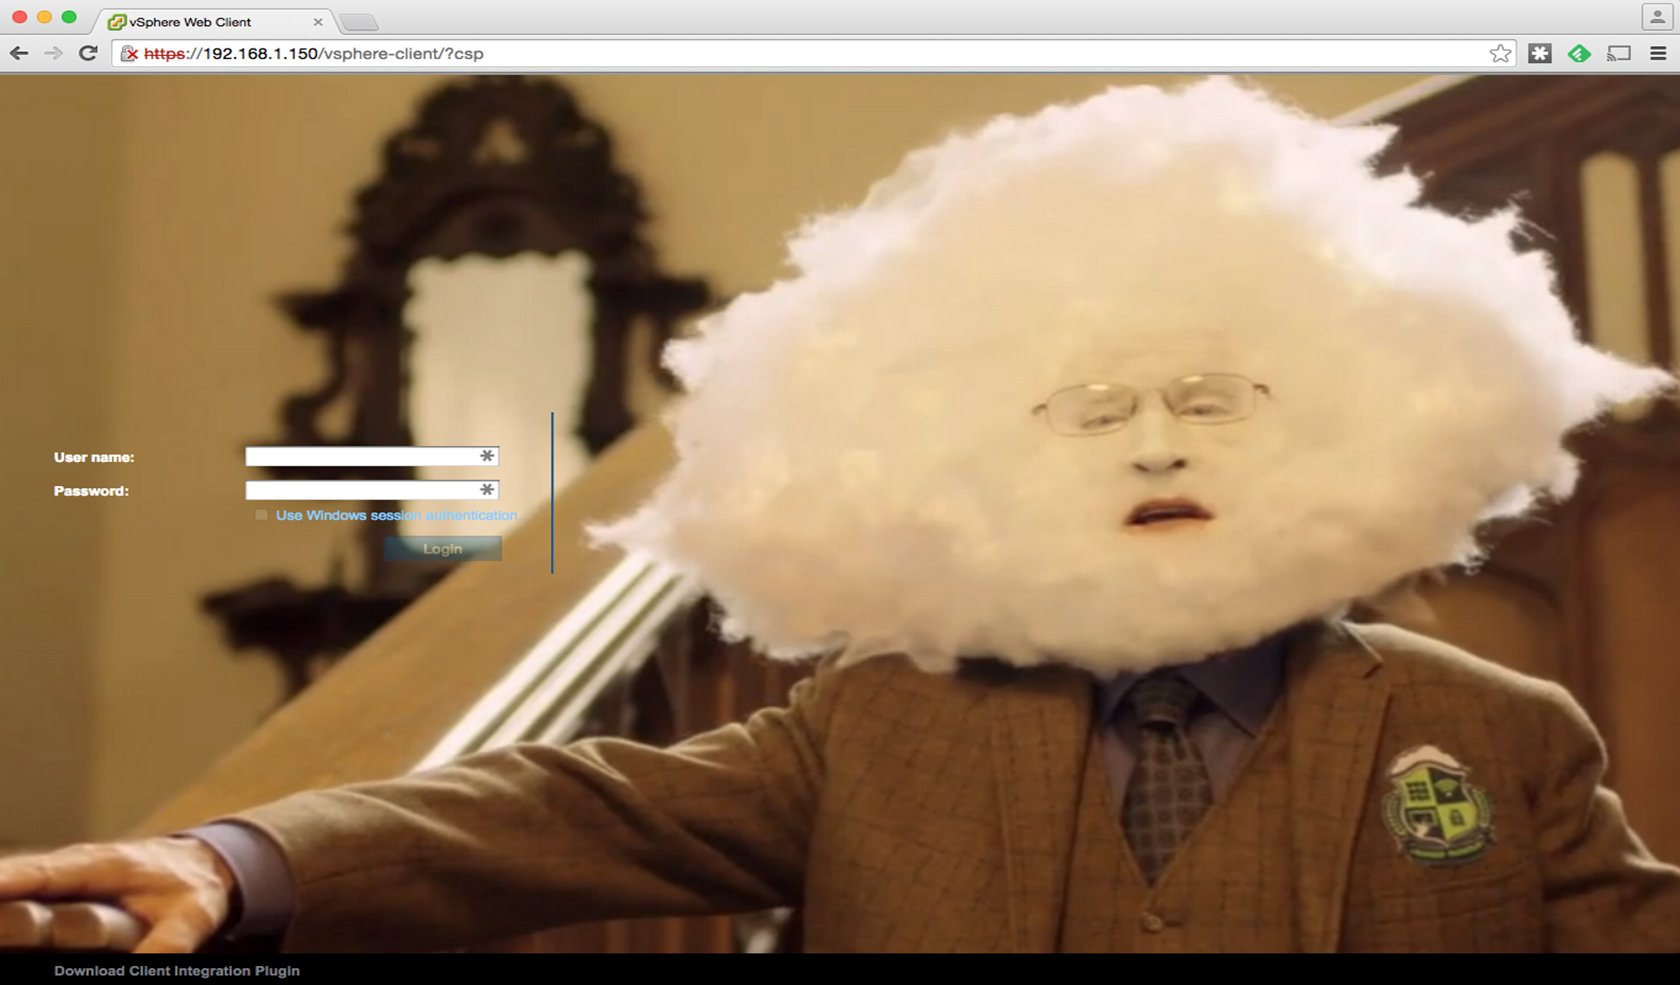 vSphere Web Client
https://192.168.1.150/vsphere-client/?csp
User name:
Password:
Use Windows session authentication
Login
Download Client Integration Plugin